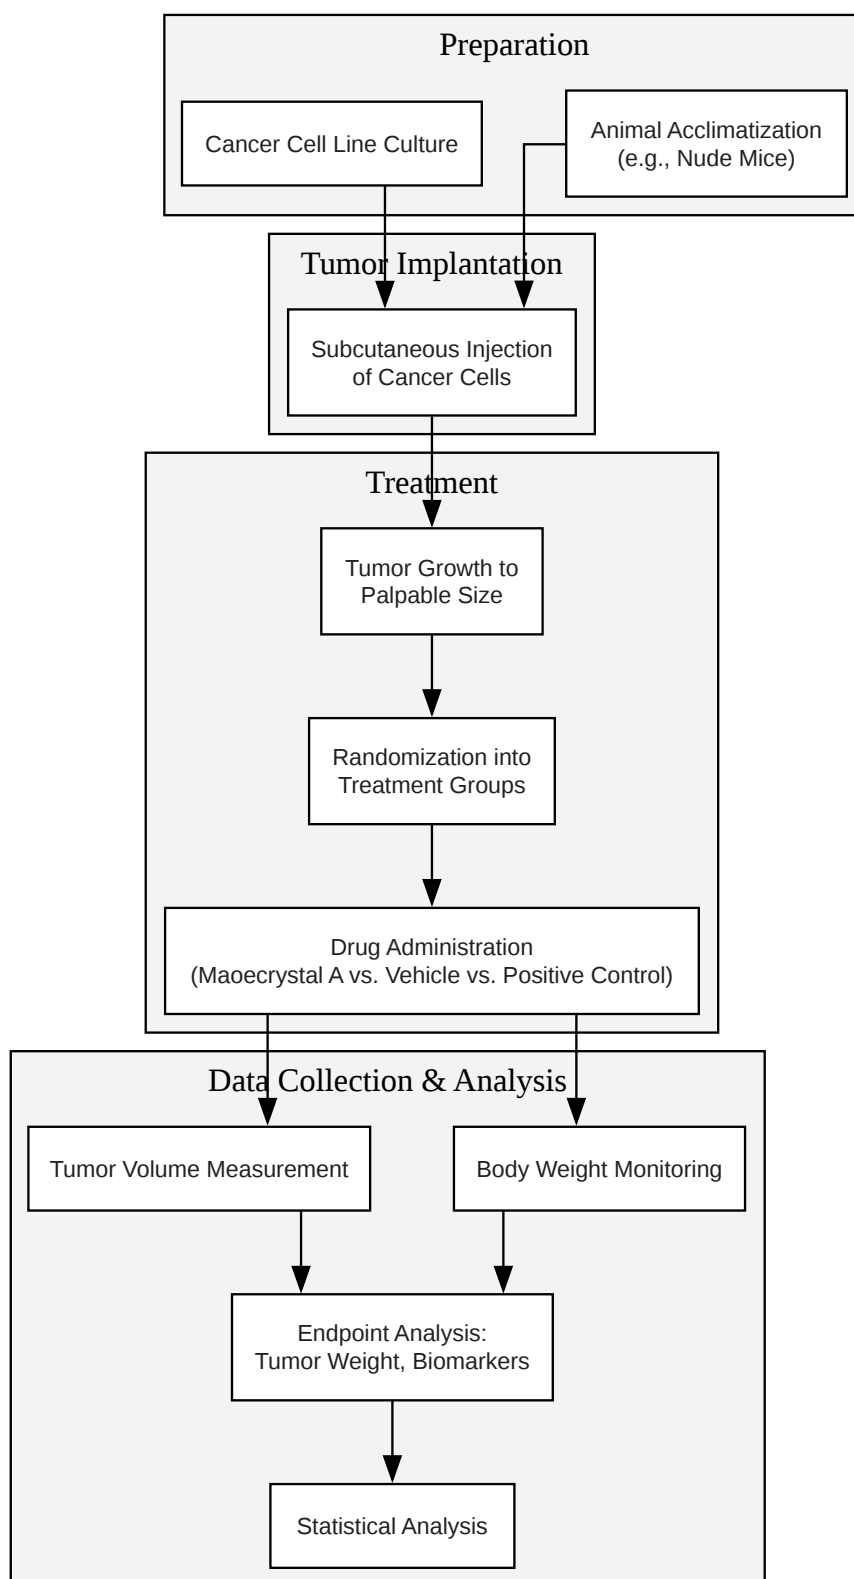 Preparation
Cancer Cell Line Culture
Animal Acclimatization
(e.g., Nude Mice)
Tumor Implantation
Subcutaneous Injection
of Cancer Cells
Treatment
Tumor Growth to
Palpable Size
Randomization into
Treatment Groups
Drug Administration
(Maoecrystal A vs. Vehicle vs. Positive Control)
Data Collection & Analysis
Tumor Volume Measurement
Body Weight Monitoring
Endpoint Analysis:
Tumor Weight, Biomarkers
Statistical Analysis